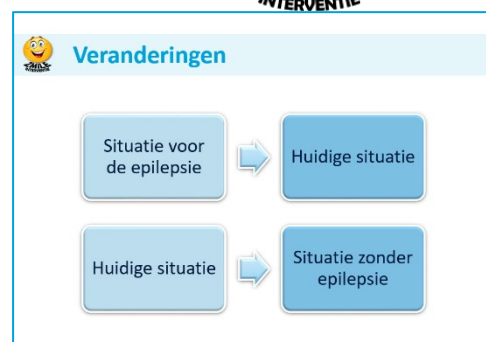 INTERVENTIE
Veranderingen
Situatie voor
de epilepsie
Huidige situatie
Huidige situatie
Situatie zonder
epilepsie